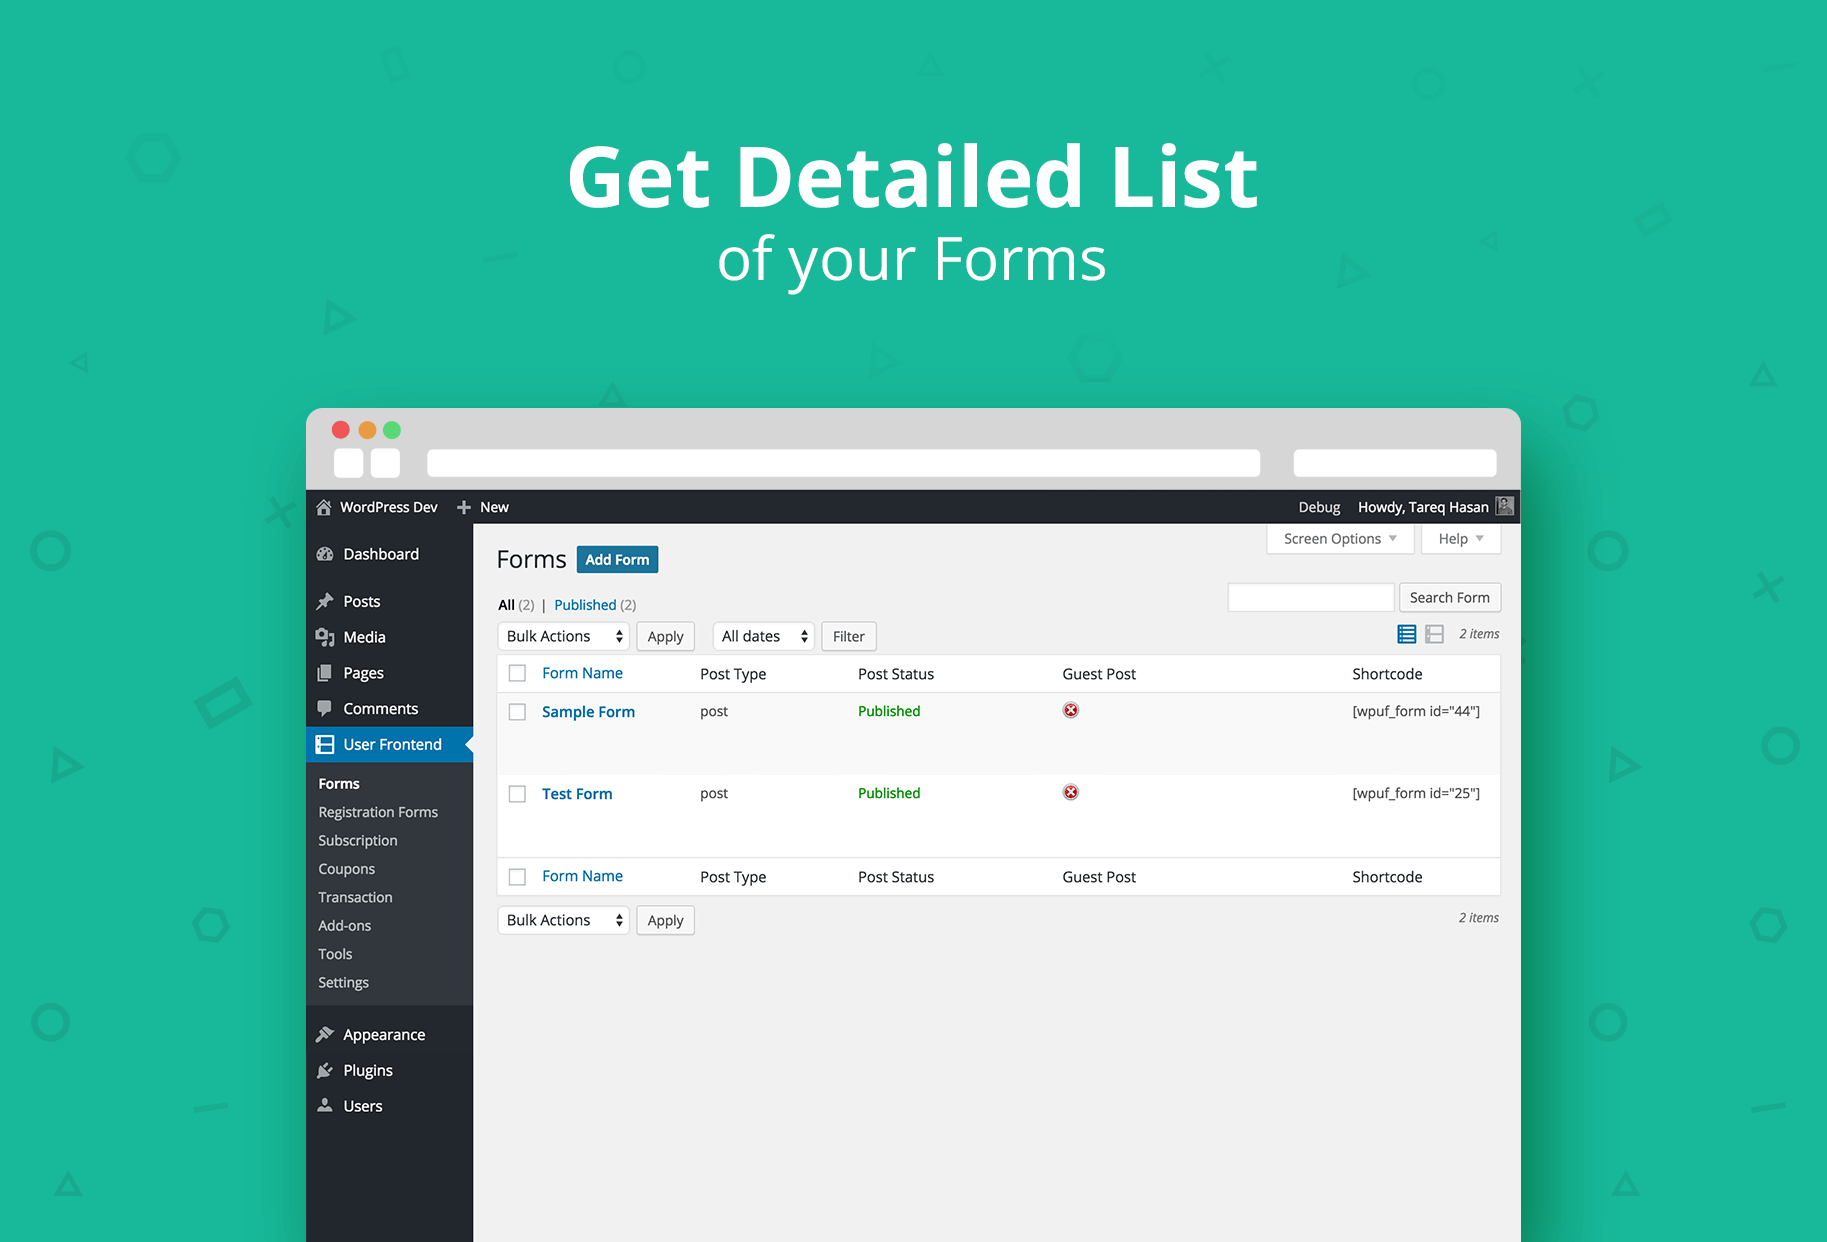 Get Detailed List
of your Forms
WordPress Dev New Debug Howdy, Tareq Hasan
Screen Options Help
Dashboard
Posts
Media
Pages
Comments
User Frontend
Forms
Registration Forms
Subscription
Coupons
Transaction
Add-ons
Tools
Settings
Appearance
Plugins
Users
Forms Add Form
Search Form
All (2) | Published (2)
Bulk Actions Apply All dates Filter 2 items
Form Name Post Type Post Status Guest Post Shortcode
Sample Form post Published [wpuf_form id="44"]
Test Form post Published [wpuf_form id="25"]
Form Name Post Type Post Status Guest Post Shortcode
Bulk Actions Apply 2 items